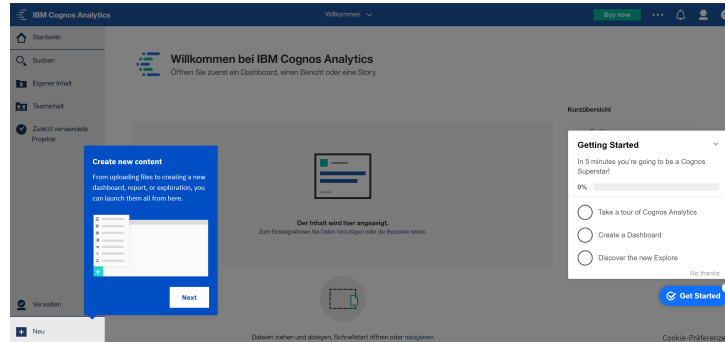 IBM Cognos Analytics
Willkommen
Buy now
Startseite
Suchen
Eigener Inhalt
Teaminhalt
Zuletzt verwendete
Projekte
Willkommen bei IBM Cognos Analytics
Öffnen Sie zuerst ein Dashboard, einen Bericht oder eine Story.
Kurzübersicht
Create new content
From uploading files to creating a new
dashboard, report, or exploration, you
can launch them all from here.
Next
Der Inhalt wird hier angezeigt.
Zum Einstieg können Sie Daten hinzufügen oder die Beispiele testen.
Getting Started
In 5 minutes you're going to be a Cognos
Superstar!
0%
Take a tour of Cognos Analytics
Create a Dashboard
Discover the new Explore
No thanks
Get Started
Verwalten
Neu
Dateien ziehen und ablegen, Schnellstart öffnen oder navigieren
Cookie-Präferenze